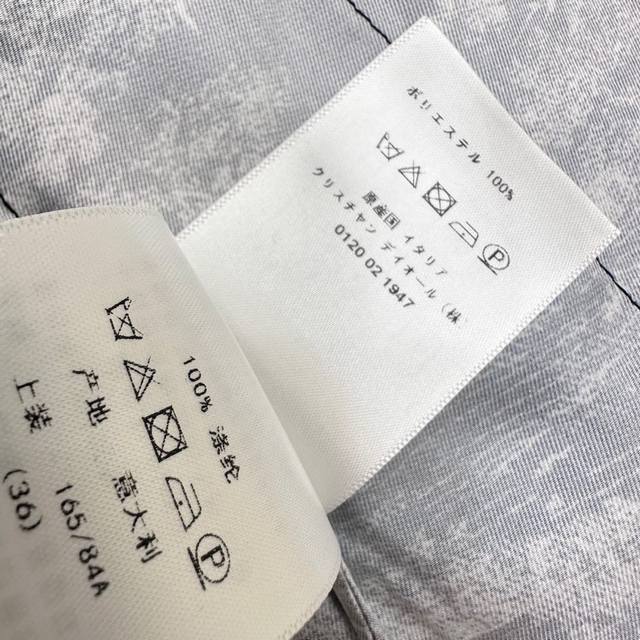 ポリエステル 100%
P
原産国 イタリア
クリスチャン ディオール (株)
0120 02 1947
100% 涤纶
P
产地 意大利
上装 165/84A
(36)